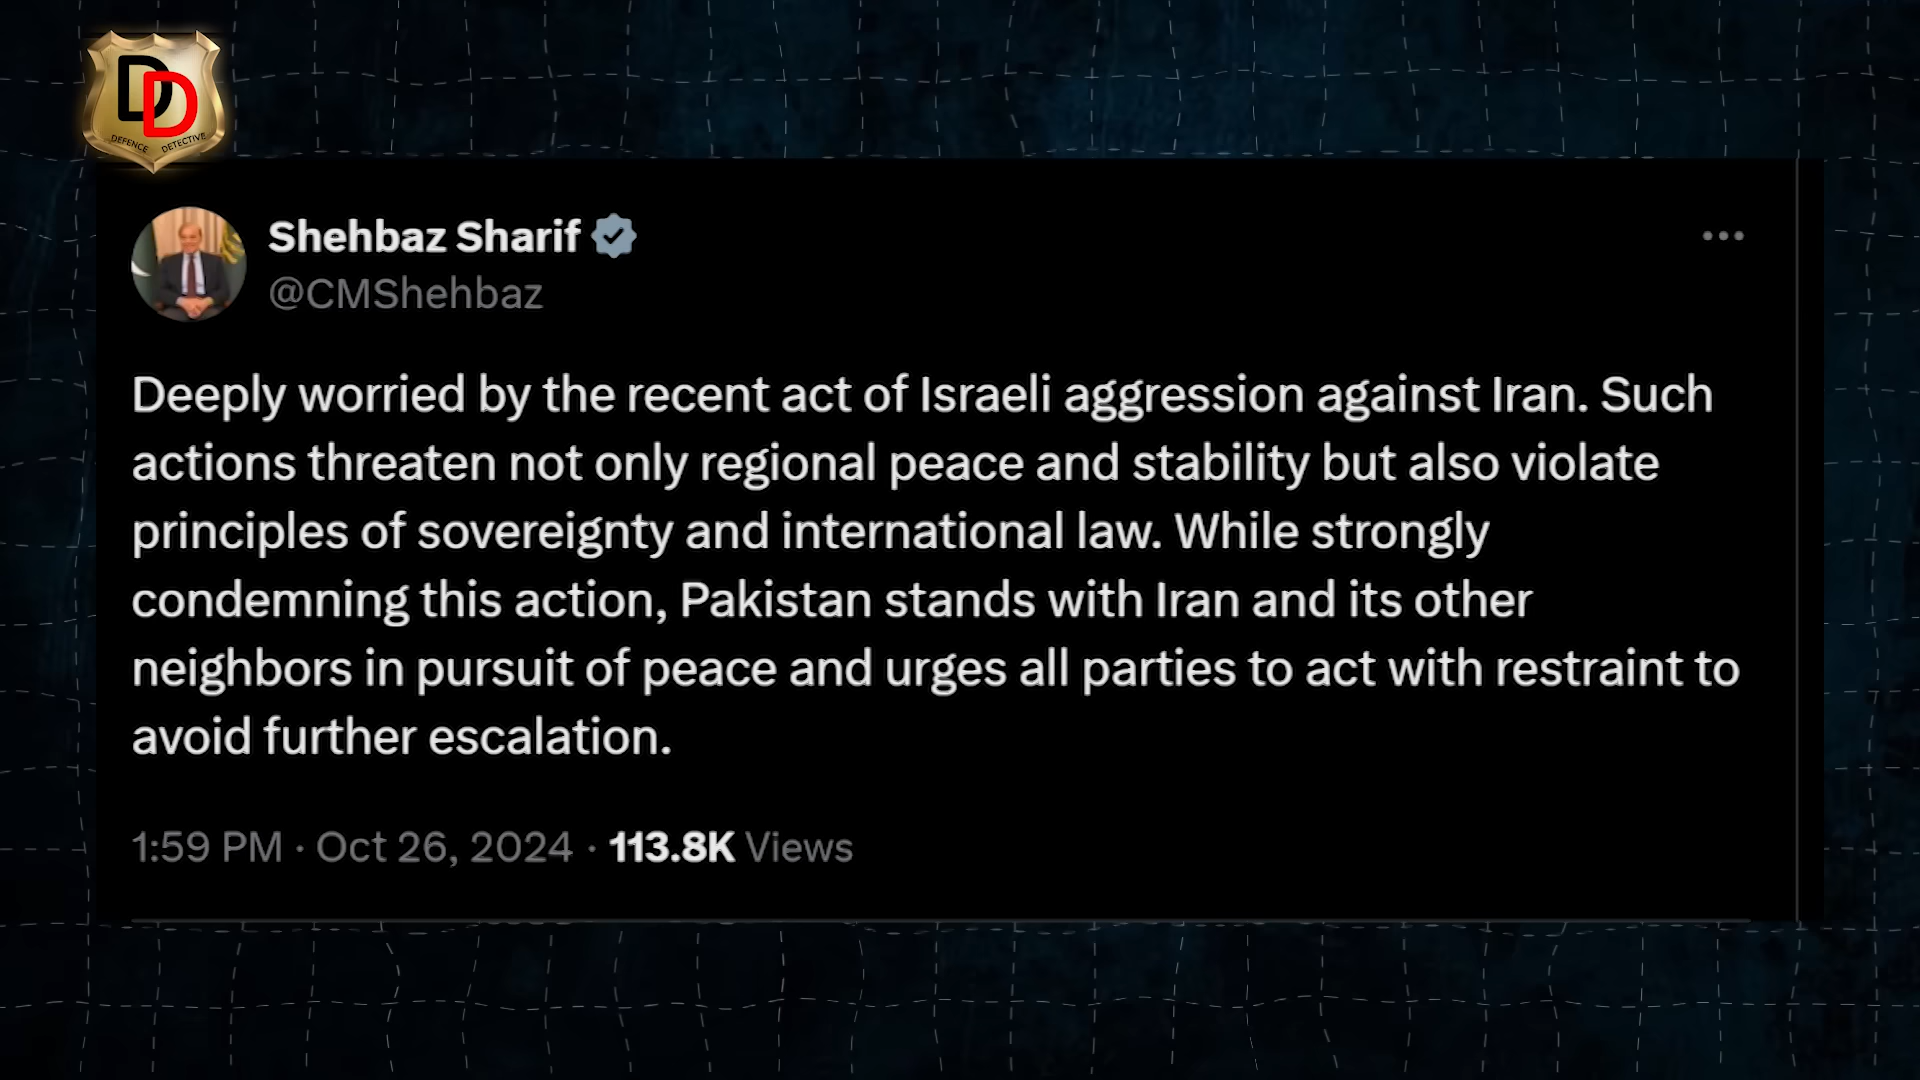 DD
DEFENCE DETECTIVE
Shehbaz Sharif
@CMShehbaz
Deeply worried by the recent act of Israeli aggression against Iran. Such
actions threaten not only regional peace and stability but also violate
principles of sovereignty and international law. While strongly
condemning this action, Pakistan stands with Iran and its other
neighbors in pursuit of peace and urges all parties to act with restraint to
avoid further escalation.
1:59 PM · Oct 26, 2024 · 113.8K Views